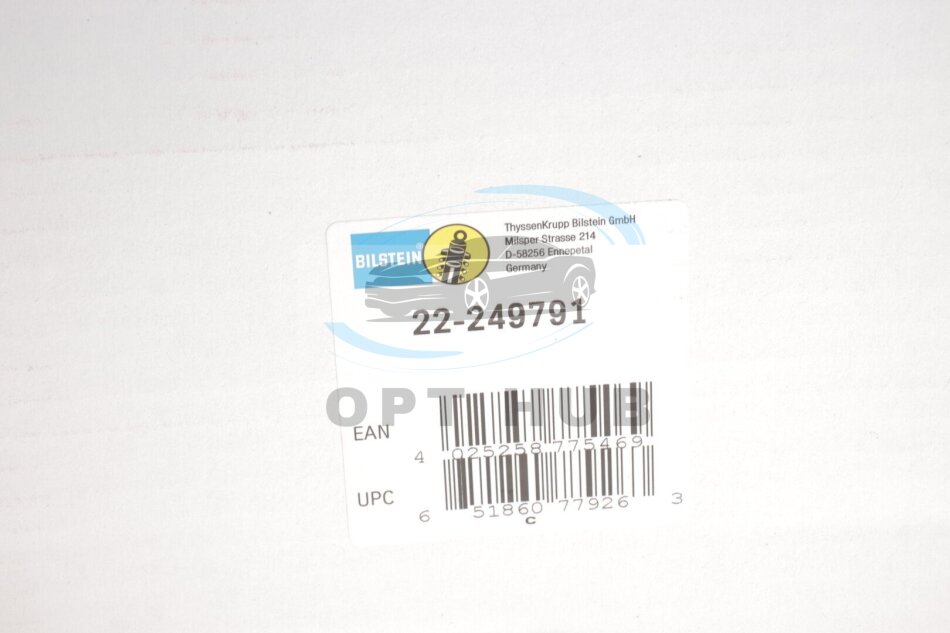 ThyssenKrupp Bilstein GmbH
Milsper Strasse 214
D-58256 Ennepetal
Germany
BILSTEIN
22-249791
OPT HUB
EAN
4 025258 775469
UPC
6 51860 77926 3
c